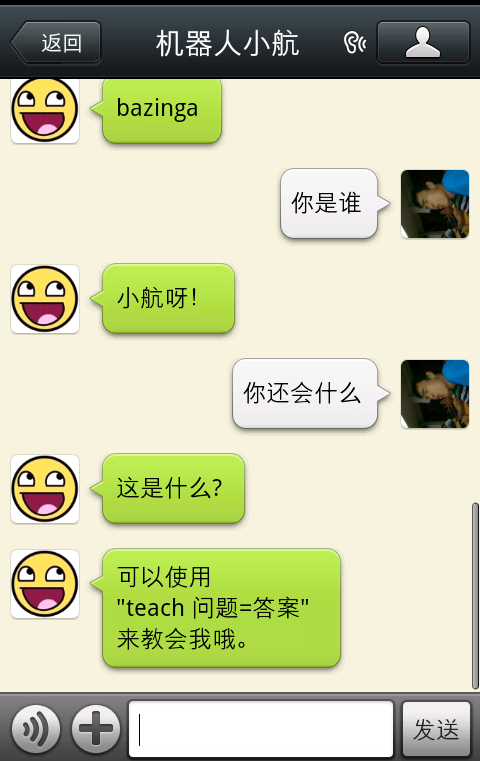 返回
机器人小航
bazinga
你是谁
小航呀!
你还会什么
这是什么?
可以使用
"teach 问题=答案"
来教会我哦。
发送